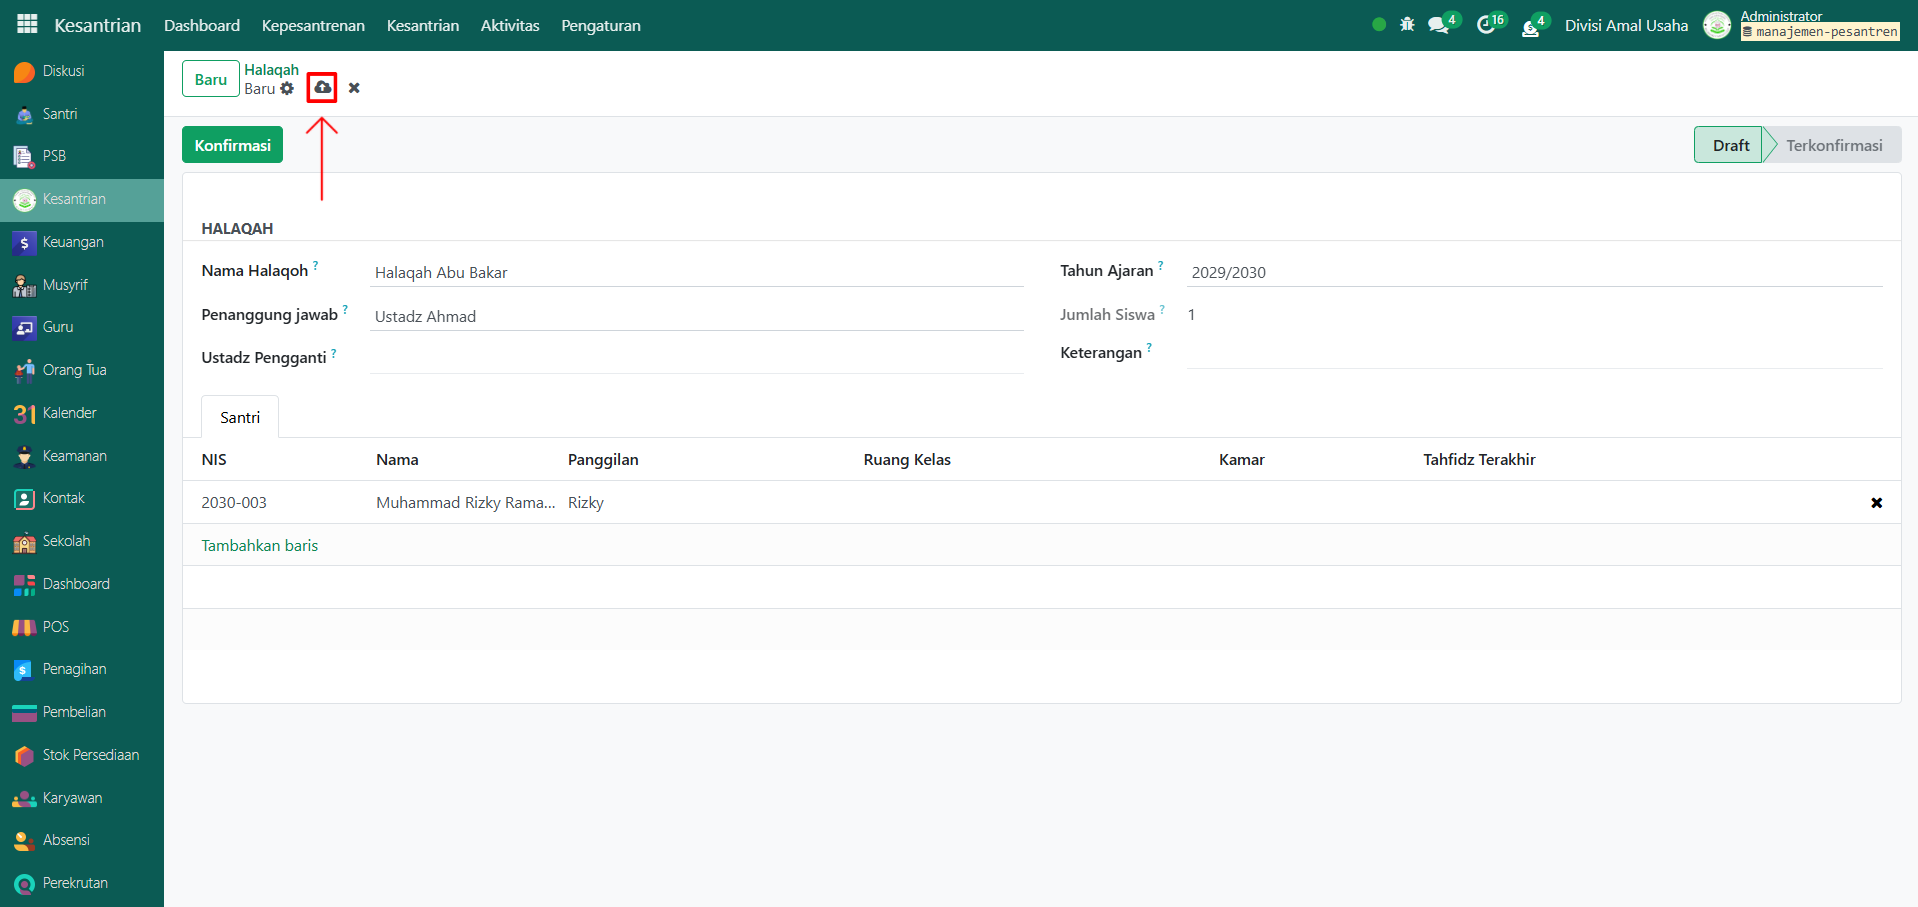 Kesantrian Dashboard Kepesantrenan Kesantrian Aktivitas Pengaturan 4 16 4 Divisi Amal Usaha Administrator
manajemen-pesantren
Diskusi
Santri
PSB
Kesantrian
Keuangan
Musyrif
Guru
Orang Tua
31 Kalender
Keamanan
Kontak
Sekolah
Dashboard
POS
Penagihan
Pembelian
Stok Persediaan
Karyawan
Absensi
Perekrutan
Baru Halaqah
Baru
Konfirmasi Draft Terkonfirmasi
HALAQAH
Nama Halaqoh ? Halaqah Abu Bakar
Penanggung jawab ? Ustadz Ahmad
Ustadz Pengganti ?
Tahun Ajaran ? 2029/2030
Jumlah Siswa ? 1
Keterangan ?
Santri
NIS Nama Panggilan Ruang Kelas Kamar Tahfidz Terakhir
2030-003 Muhammad Rizky Rama... Rizky
Tambahkan baris